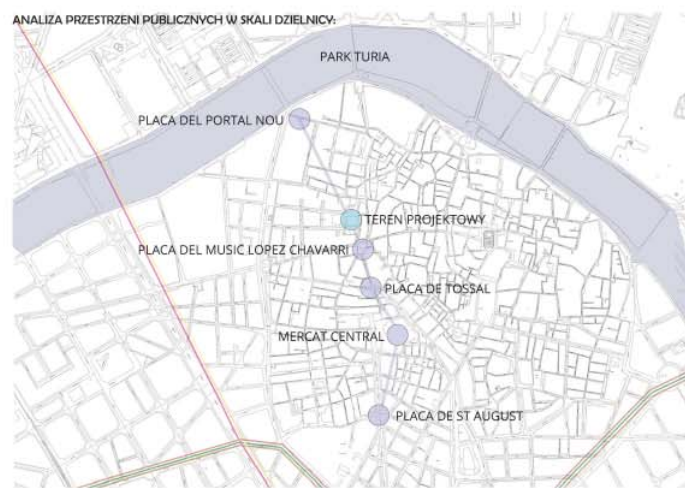 ANALIZA PRZESTRZENI PUBLICZNYCH W SKALI DZIELNICY:
PARK TURIA
PLACA DEL PORTAL NOU
TEREN PROJEKTOWY
PLACA DEL MUSIC LOPEZ CHAVARRI
PLACA DE TOSSAL
MERCAT CENTRAL
PLACA DE ST AUGUST